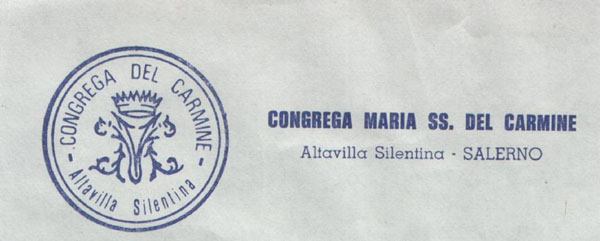 - CONGREGA DEL CARMINE -
Altavilla Silentina
CONGREGA MARIA SS. DEL CARMINE
Altavilla Silentina - SALERNO